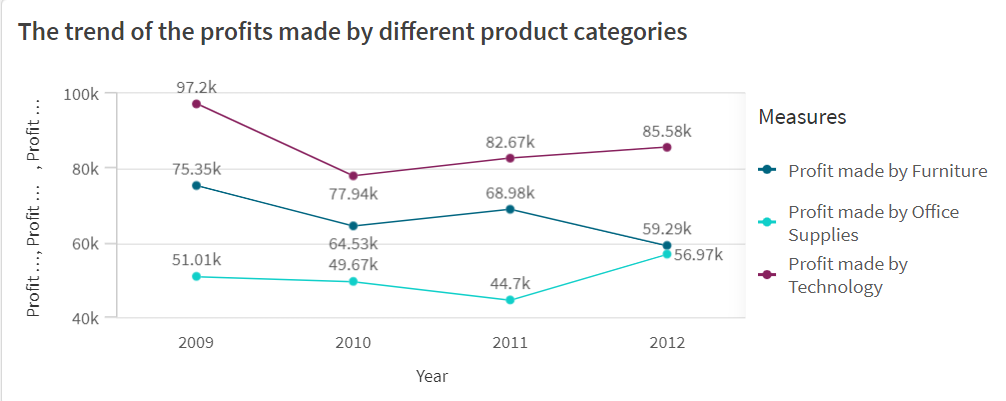 The trend of the profits made by different product categories
Profit ..., Profit ... , Profit ...
100k
80k
60k
40k
97.2k
75.35k
51.01k
77.94k
64.53k
49.67k
82.67k
68.98k
44.7k
85.58k
59.29k
56.97k
2009
2010
2011
2012
Year
Measures
Profit made by Furniture
Profit made by Office
Supplies
Profit made by
Technology